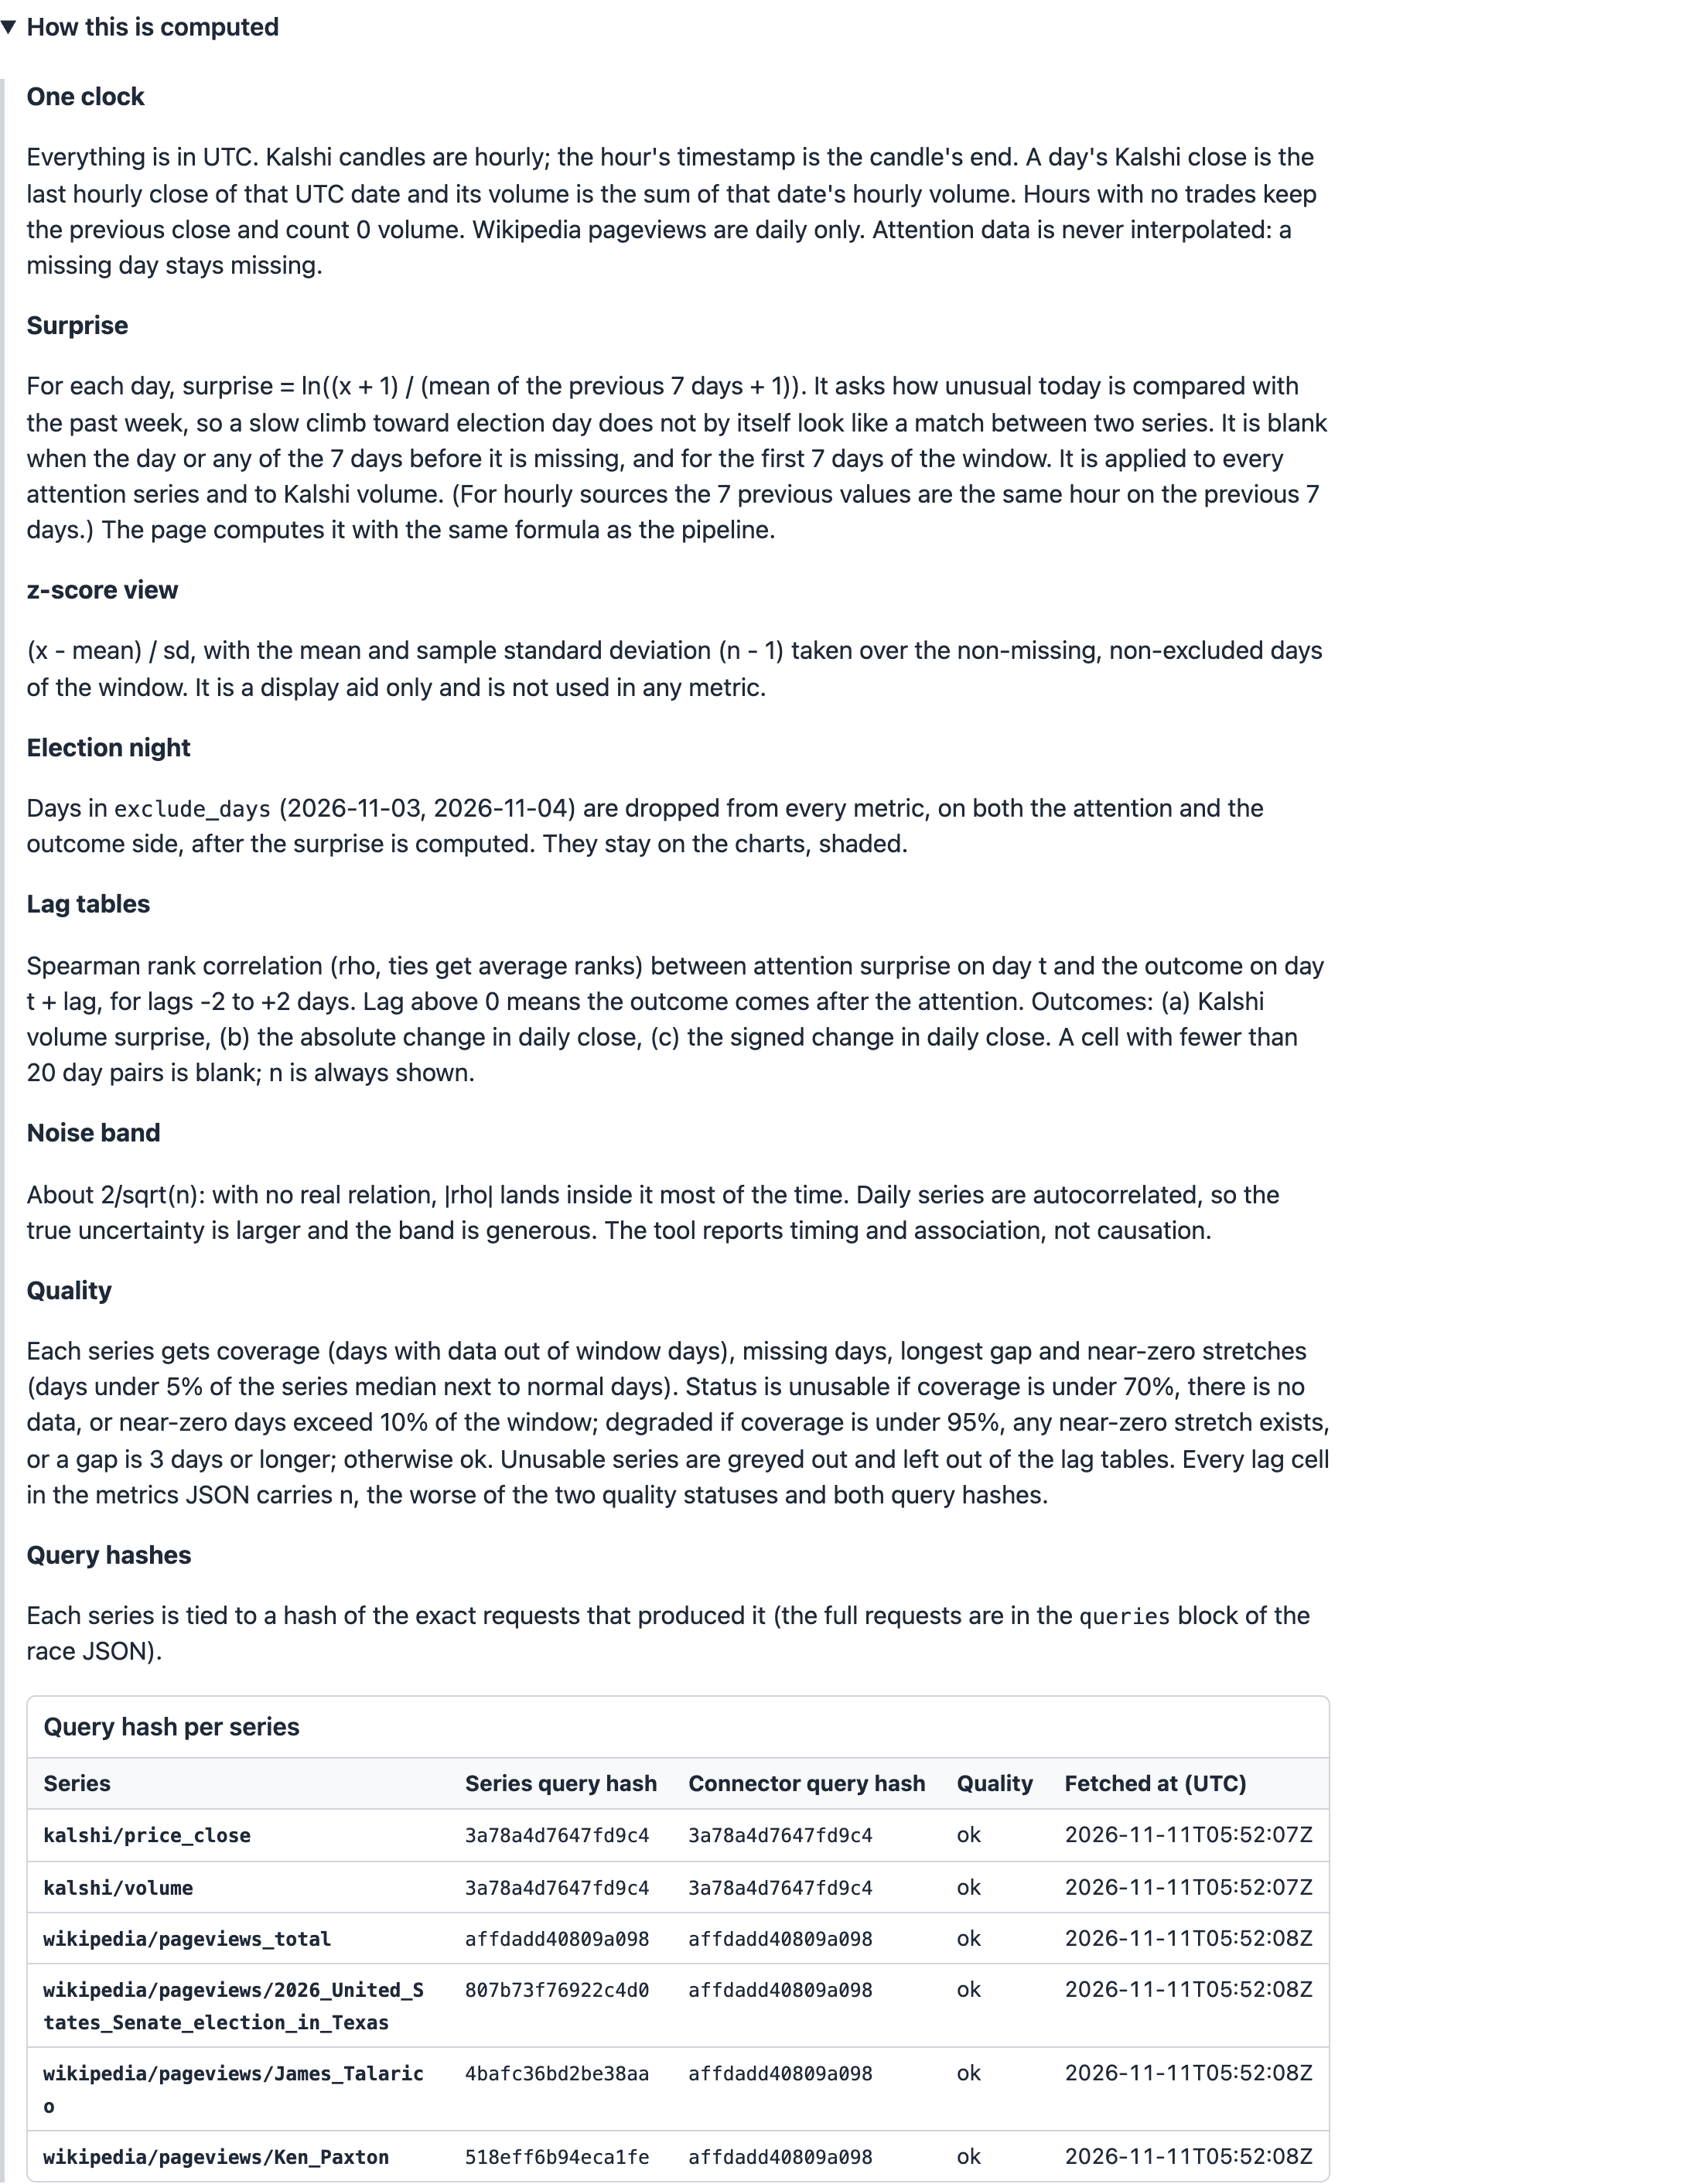 ▼ How this is computed
One clock
Everything is in UTC. Kalshi candles are hourly; the hour's timestamp is the candle's end. A day's Kalshi close is the
last hourly close of that UTC date and its volume is the sum of that date's hourly volume. Hours with no trades keep
the previous close and count 0 volume. Wikipedia pageviews are daily only. Attention data is never interpolated: a
missing day stays missing.
Surprise
For each day, surprise = ln((x + 1) / (mean of the previous 7 days + 1)). It asks how unusual today is compared with
the past week, so a slow climb toward election day does not by itself look like a match between two series. It is blank
when the day or any of the 7 days before it is missing, and for the first 7 days of the window. It is applied to every
attention series and to Kalshi volume. (For hourly sources the 7 previous values are the same hour on the previous 7
days.) The page computes it with the same formula as the pipeline.
z-score view
(x - mean) / sd, with the mean and sample standard deviation (n - 1) taken over the non-missing, non-excluded days
of the window. It is a display aid only and is not used in any metric.
Election night
Days in exclude_days (2026-11-03, 2026-11-04) are dropped from every metric, on both the attention and the
outcome side, after the surprise is computed. They stay on the charts, shaded.
Lag tables
Spearman rank correlation (rho, ties get average ranks) between attention surprise on day t and the outcome on day
t + lag, for lags -2 to +2 days. Lag above 0 means the outcome comes after the attention. Outcomes: (a) Kalshi
volume surprise, (b) the absolute change in daily close, (c) the signed change in daily close. A cell with fewer than
20 day pairs is blank; n is always shown.
Noise band
About 2/sqrt(n): with no real relation, |rho| lands inside it most of the time. Daily series are autocorrelated, so the
true uncertainty is larger and the band is generous. The tool reports timing and association, not causation.
Quality
Each series gets coverage (days with data out of window days), missing days, longest gap and near-zero stretches
(days under 5% of the series median next to normal days). Status is unusable if coverage is under 70%, there is no
data, or near-zero days exceed 10% of the window; degraded if coverage is under 95%, any near-zero stretch exists,
or a gap is 3 days or longer; otherwise ok. Unusable series are greyed out and left out of the lag tables. Every lag cell
in the metrics JSON carries n, the worse of the two quality statuses and both query hashes.
Query hashes
Each series is tied to a hash of the exact requests that produced it (the full requests are in the queries block of the
race JSON).
Query hash per series
Series Series query hash Connector query hash Quality Fetched at (UTC)
kalshi/price_close 3a78a4d7647fd9c4 3a78a4d7647fd9c4 ok 2026-11-11T05:52:07Z
kalshi/volume 3a78a4d7647fd9c4 3a78a4d7647fd9c4 ok 2026-11-11T05:52:07Z
wikipedia/pageviews_total affdadd40809a098 affdadd40809a098 ok 2026-11-11T05:52:08Z
wikipedia/pageviews/2026_United_S 807b73f76922c4d0 affdadd40809a098 ok 2026-11-11T05:52:08Z
tates_Senate_election_in_Texas
wikipedia/pageviews/James_Talaric 4bafc36bd2be38aa affdadd40809a098 ok 2026-11-11T05:52:08Z
o
wikipedia/pageviews/Ken_Paxton 518eff6b94eca1fe affdadd40809a098 ok 2026-11-11T05:52:08Z